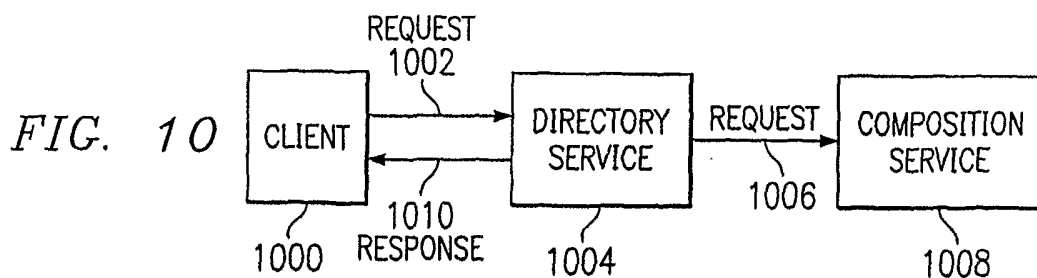 FIG. 10
REQUEST
1002
CLIENT
1010
RESPONSE
1000
DIRECTORY
SERVICE
1004
REQUEST
1006
COMPOSITION
SERVICE
1008